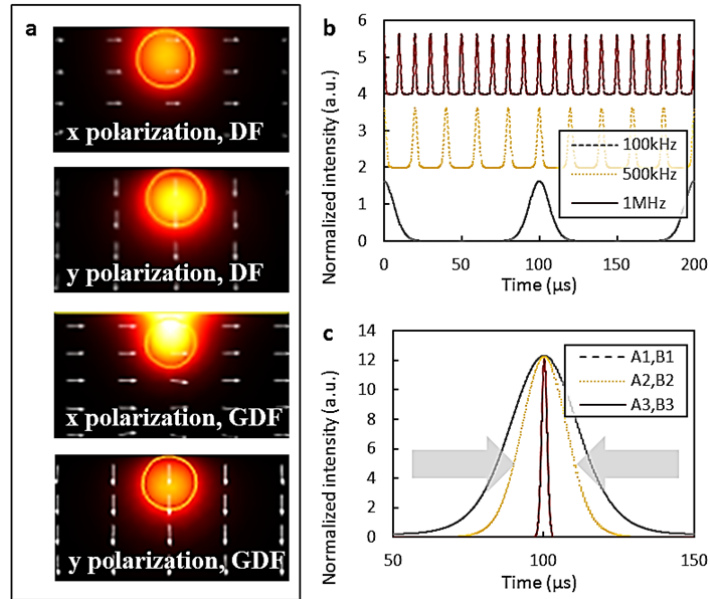 a
x polarization, DF
y polarization, DF
x polarization, GDF
y polarization, GDF
b
Normalized intensity (a.u.)
6
5
4
3
2
1
0
100kHz
500kHz
1MHz
0 50 100 150 200
Time (µs)
c
Normalized intensity (a.u.)
14
12
10
8
6
4
2
0
A1,B1
A2,B2
A3,B3
50 100 150
Time (µs)